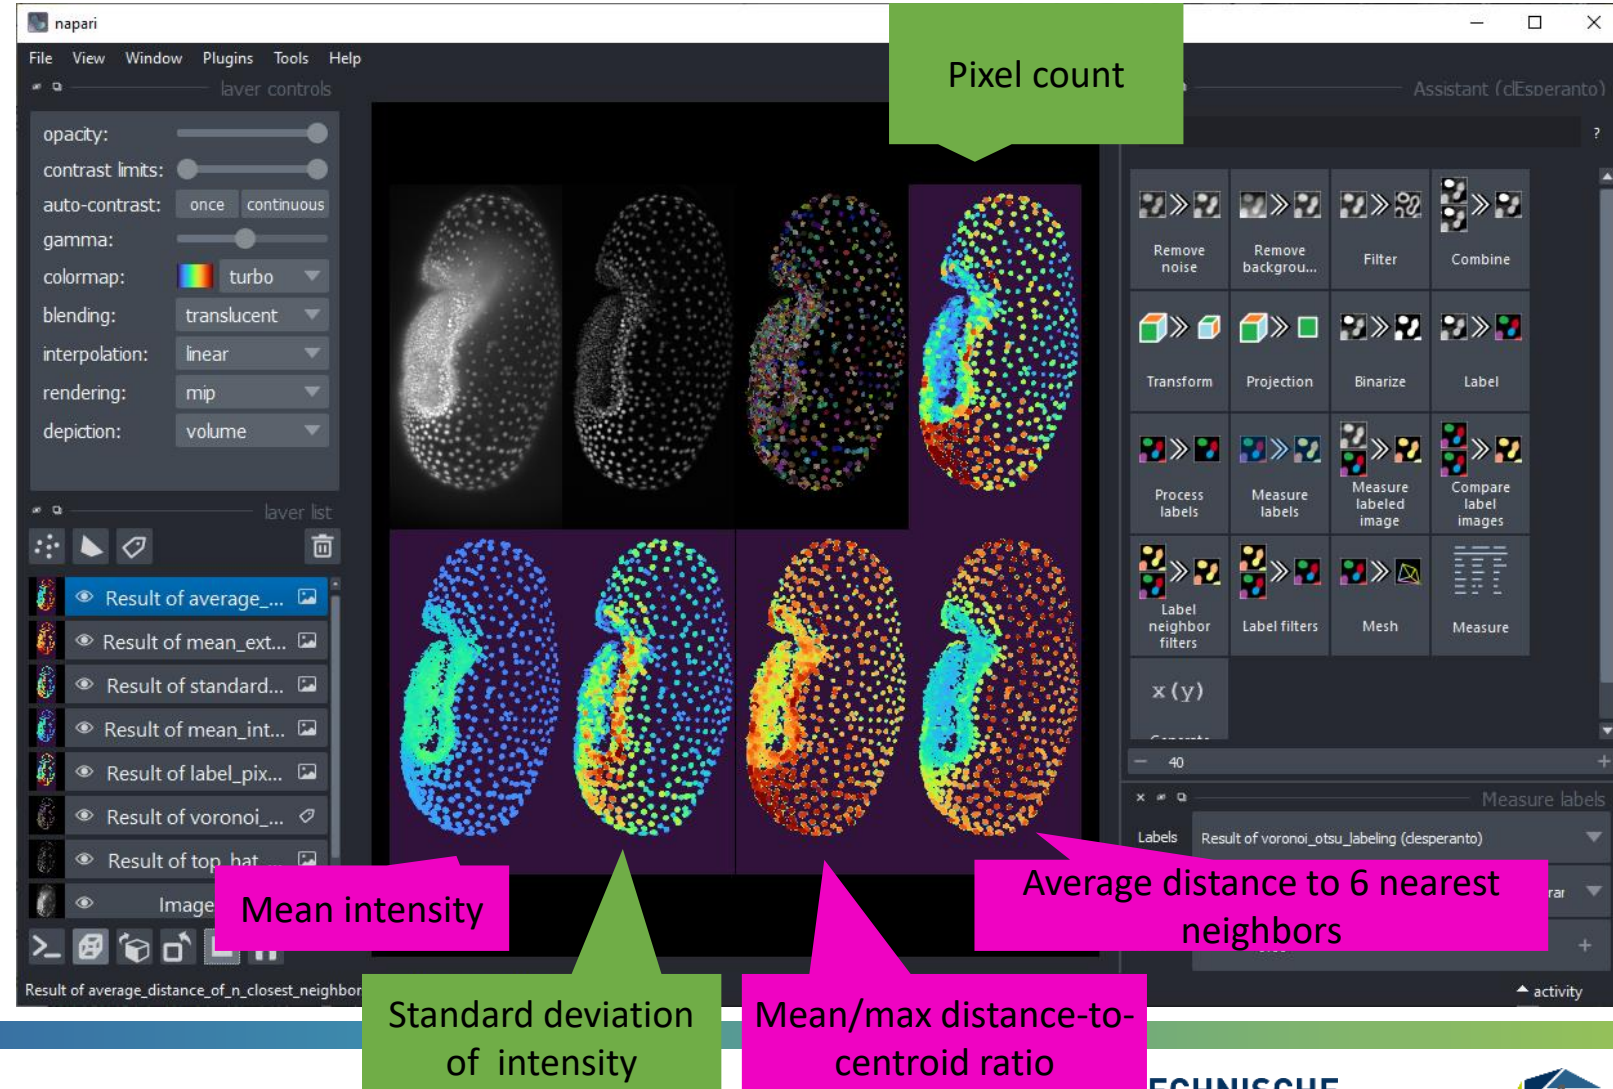 napari
Pixel count
File View Window Plugins Tools Help
layer controls
Assistant (clEsperanto)
?
opacity:
contrast limits:
auto-contrast: once continuous
gamma:
colormap: turbo
blending: translucent
interpolation: linear
rendering: mip
depiction: volume
Remove noise
Remove backgrou...
Filter
Combine
Transform
Projection
Binarize
Label
Process labels
Measure labels
Measure labeled image
Compare label images
Label neighbor filters
Label filters
Mesh
Measure
x(y)
40
layer list
Result of average_...
Result of mean_ext...
Result of standard...
Result of mean_int...
Result of label_pix...
Result of voronoi_...
Result of top_hat_...
Image
Measure labels
Labels Result of voronoi_otsu_labeling (clesperanto)
Mean intensity
Average distance to 6 nearest
neighbors
Result of average_distance_of_n_closest_neighbor
activity
Standard deviation
of intensity
Mean/max distance-to-
centroid ratio